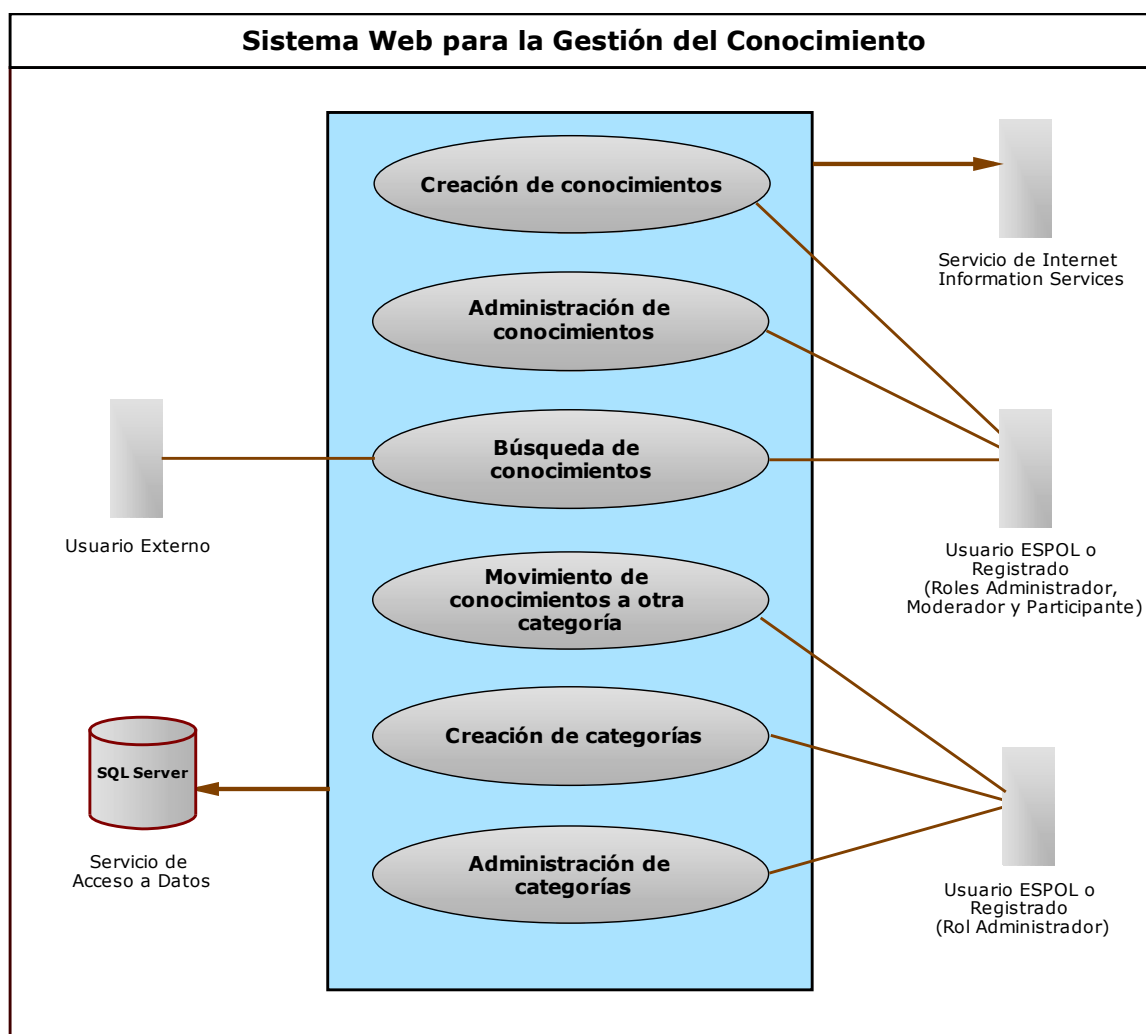 Sistema Web para la Gestión del Conocimiento
Creación de conocimientos
Servicio de Internet
Information Services
Administración de
conocimientos
Búsqueda de
conocimientos
Usuario Externo
Usuario ESPOL o
Registrado
(Roles Administrador,
Moderador y Participante)
Movimiento de
conocimientos a otra
categoría
Creación de categorías
SQL Server
Servicio de
Acceso a Datos
Administración de
categorías
Usuario ESPOL o
Registrado
(Rol Administrador)